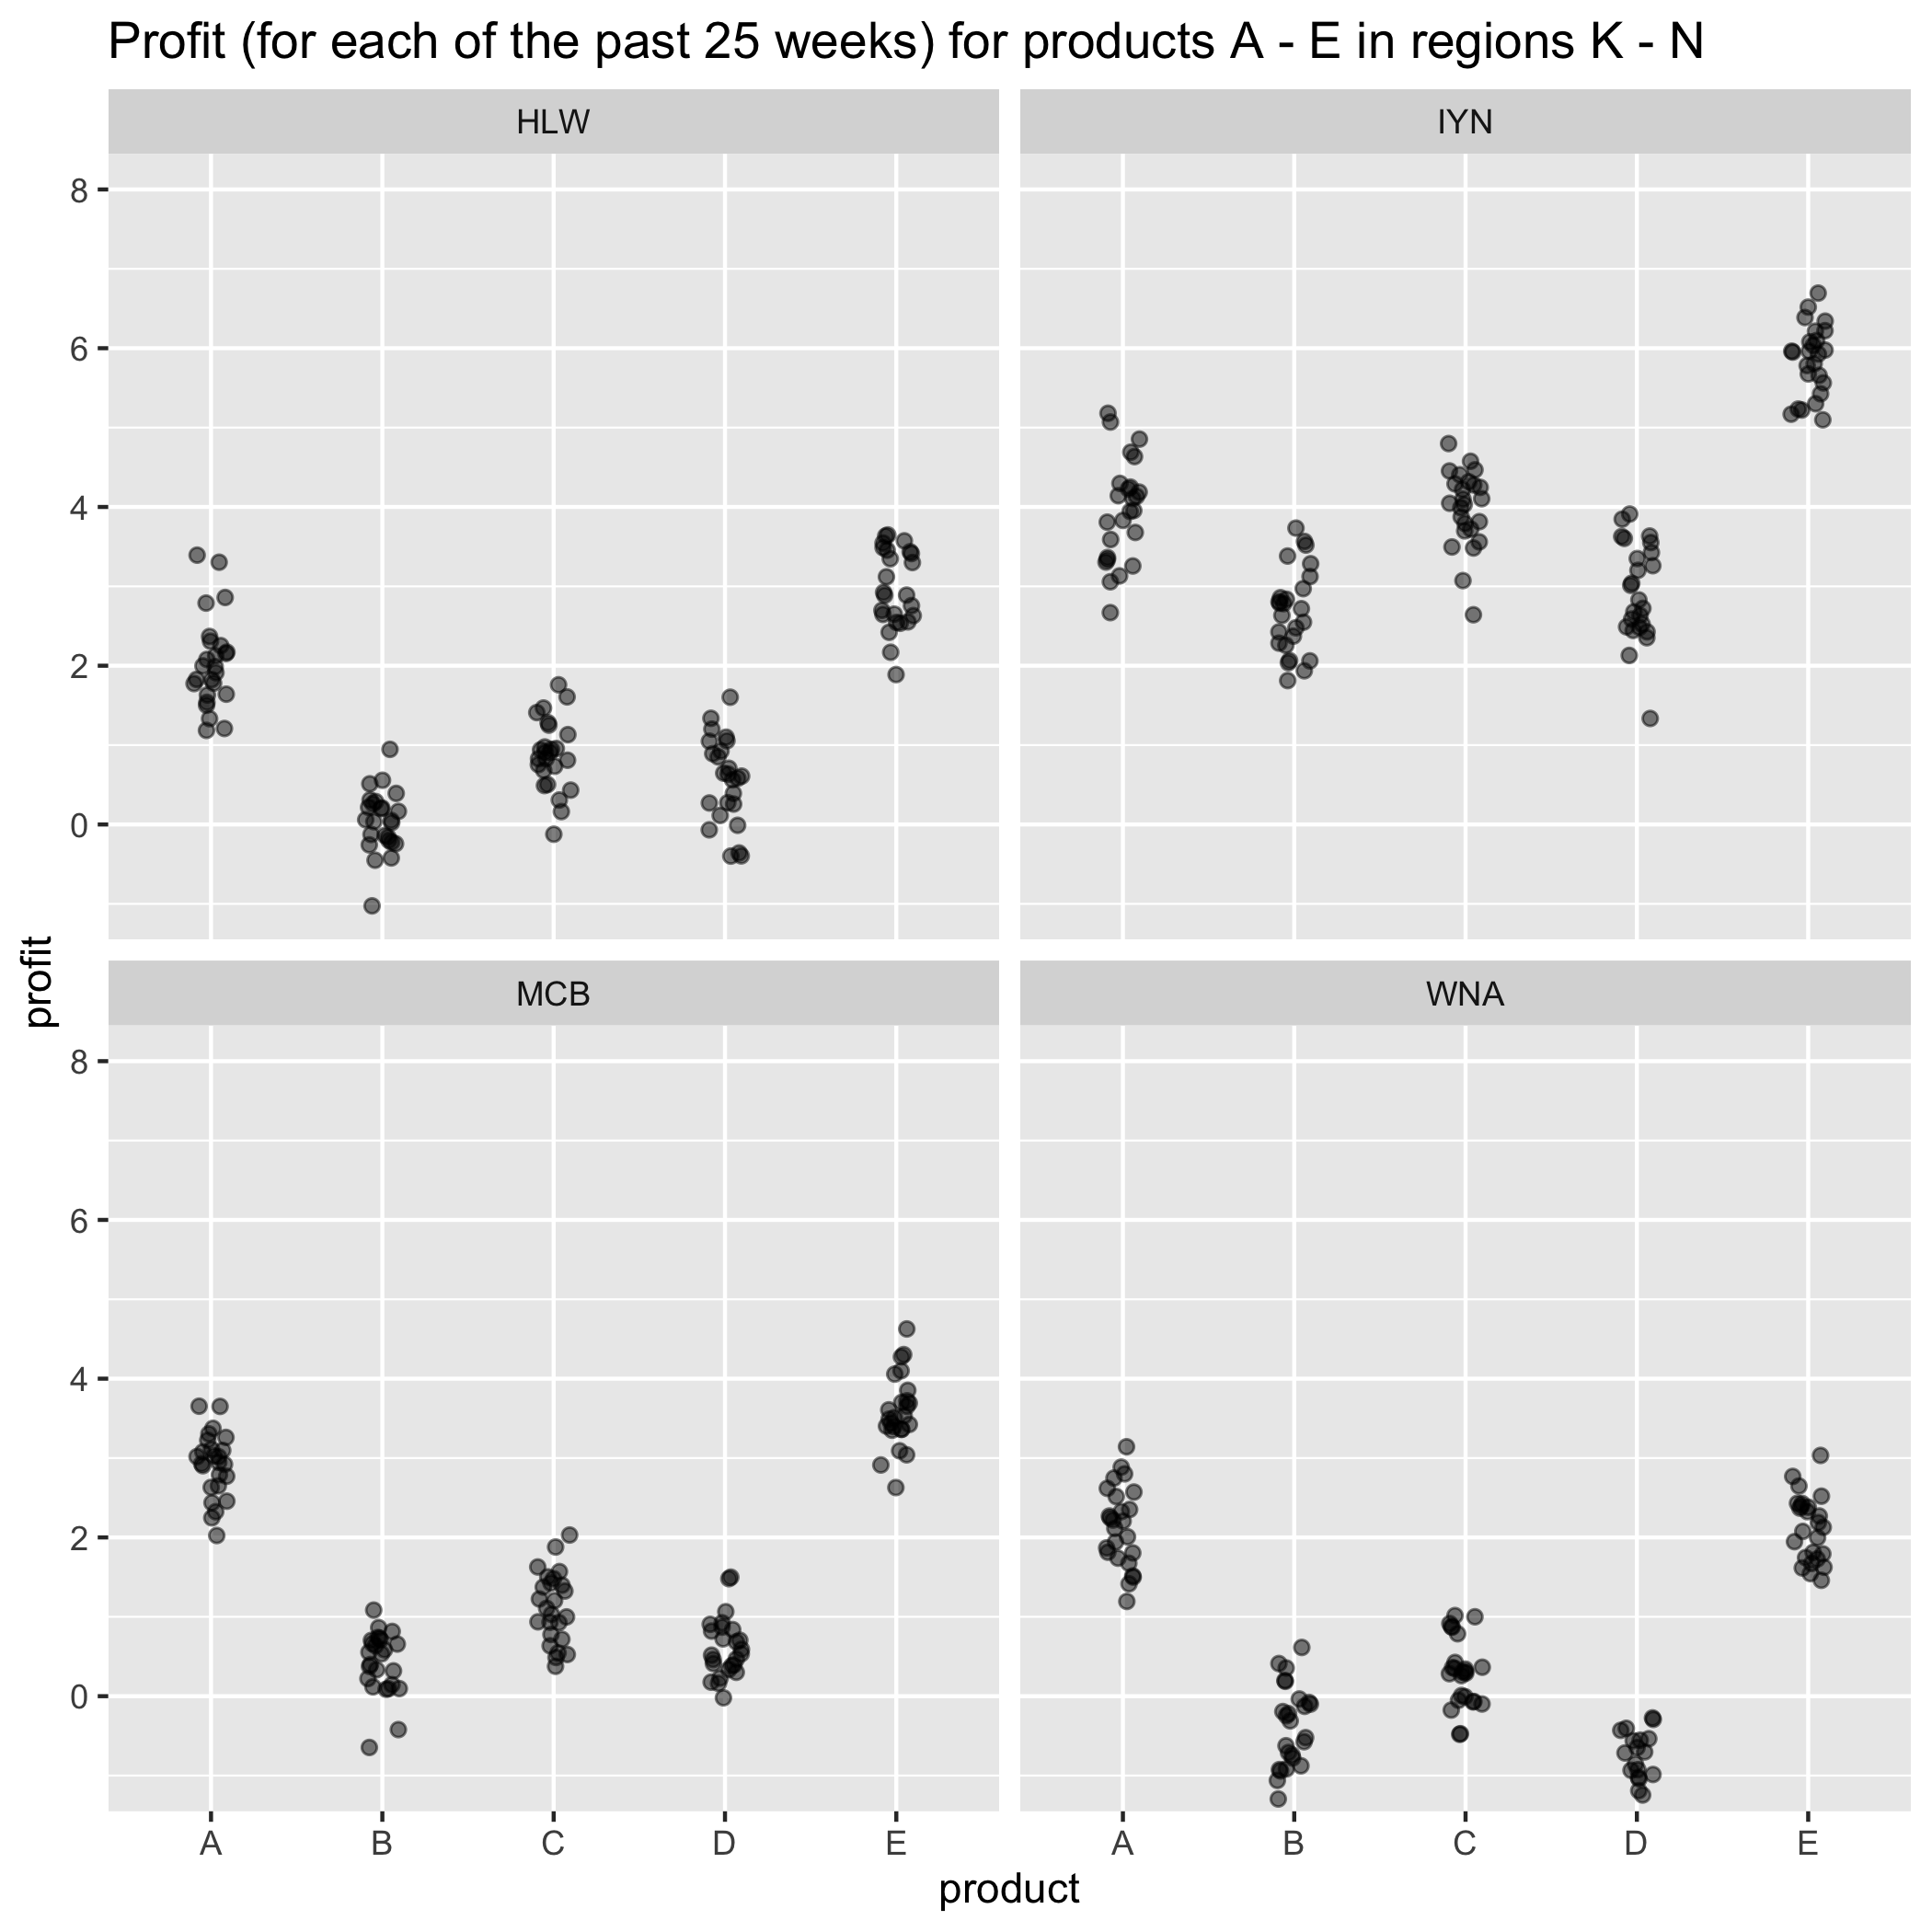 Profit (for each of the past 25 weeks) for products A - E in regions K - N
HLW
IYN
8
6
4
2
0
profit
MCB
WNA
8
6
4
2
0
A B C D E
A B C D E
product